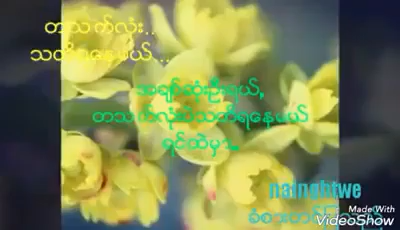 တသက်လုံး..
သတိရနေမယ်...
အချစ်ဆုံးဦးရယ်,
တသက်လုံးပဲသတိရနေမယ်
ရင်ထဲမှာ..
nainghtwe
Made With
VideoShow